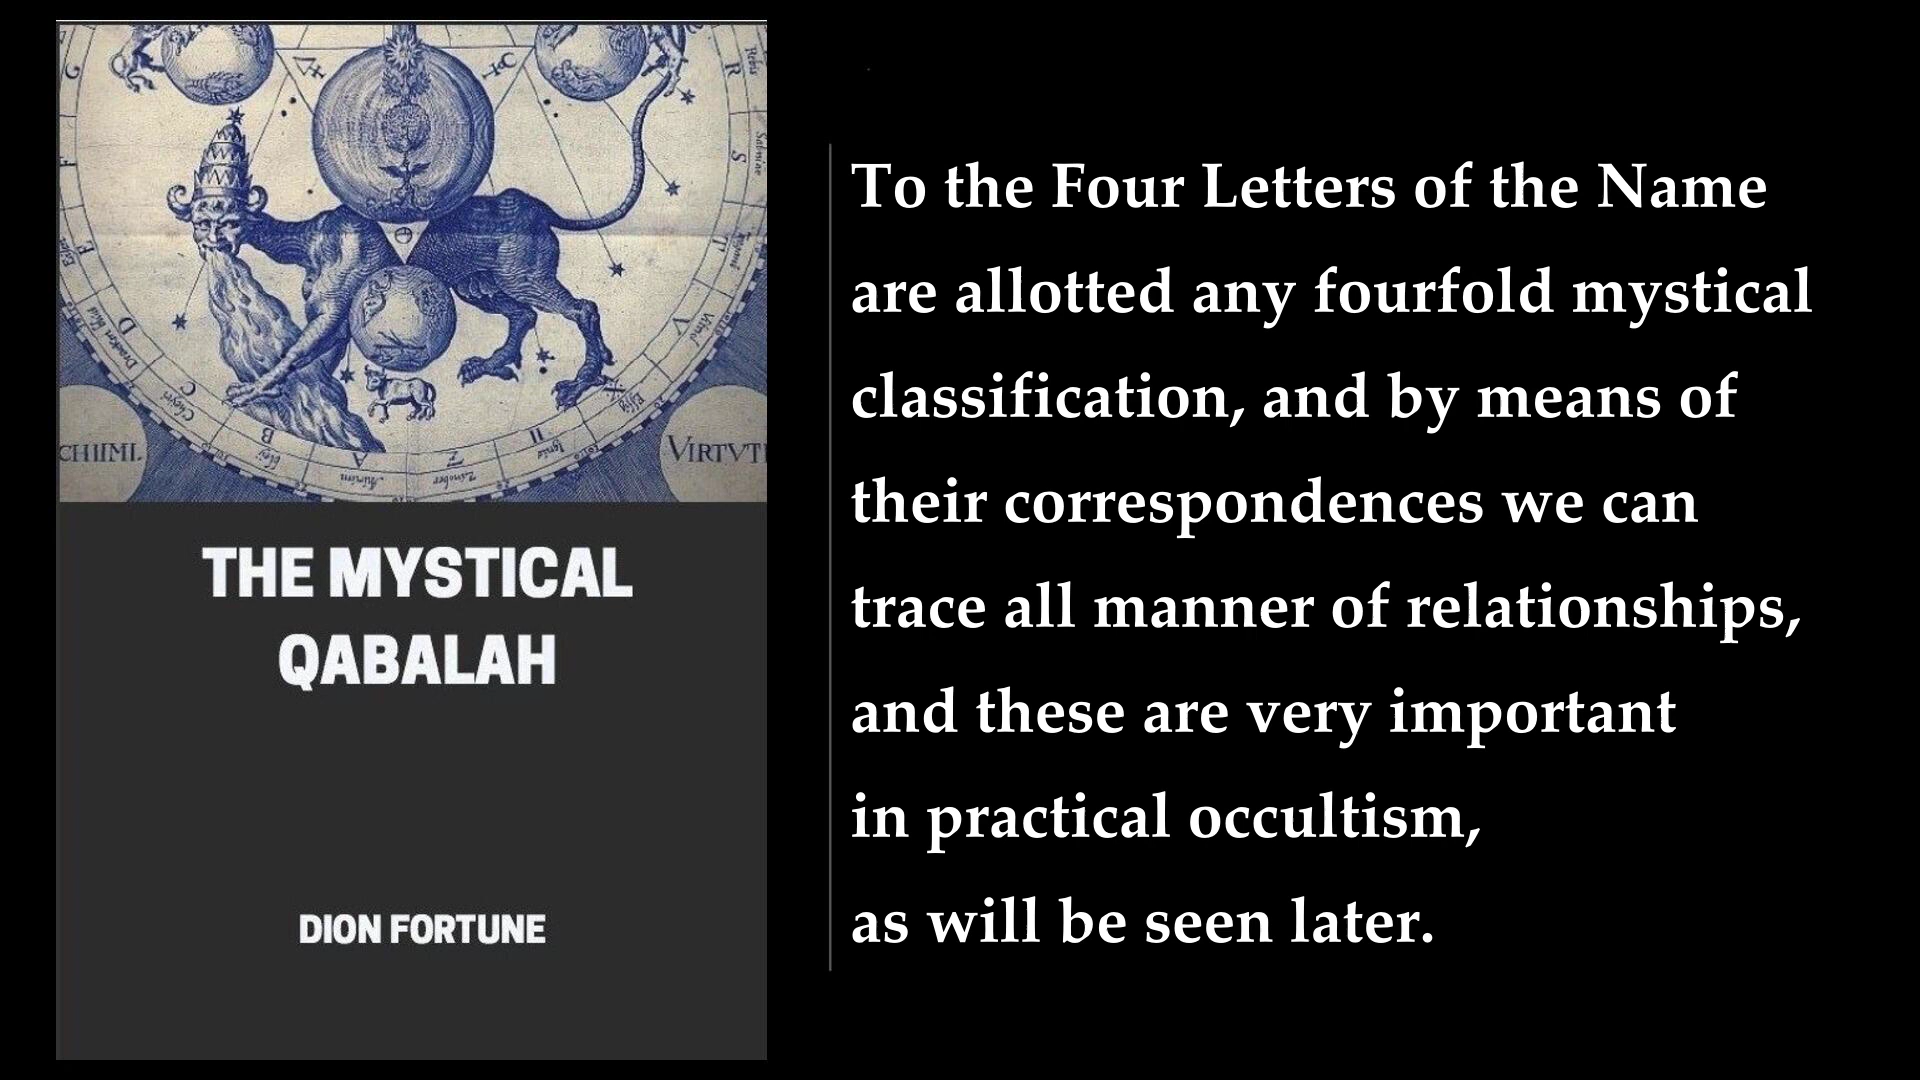 CHIIMI.
VIRTVT
THE MYSTICAL
QABALAH
DION FORTUNE
To the Four Letters of the Name
are allotted any fourfold mystical
classification, and by means of
their correspondences we can
trace all manner of relationships,
and these are very important
in practical occultism,
as will be seen later.